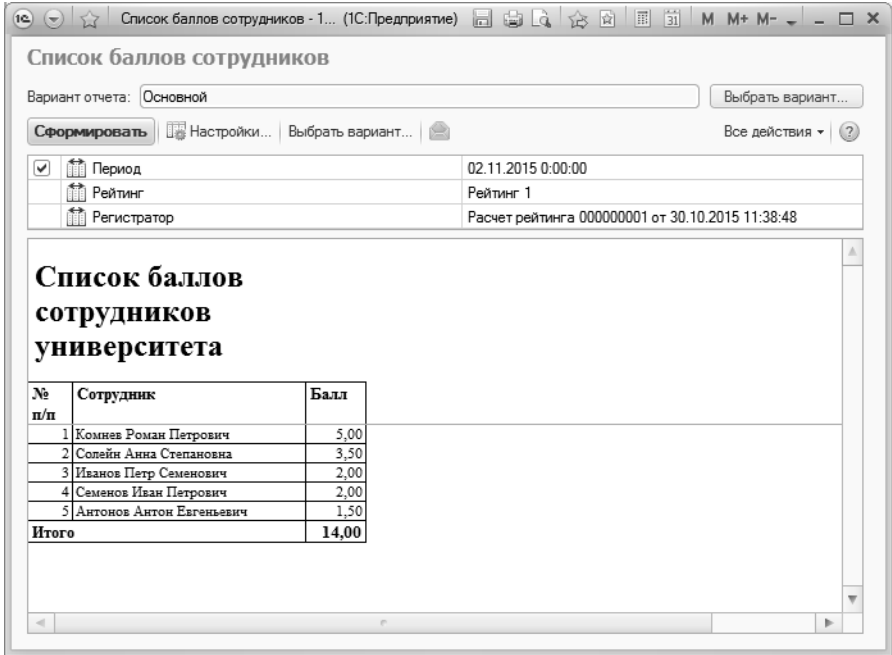 1С Список баллов сотрудников - 1... (1С:Предприятие) 31 M M+ M-
Список баллов сотрудников
Вариант отчета: Основной Выбрать вариант...
Сформировать Настройки... Выбрать вариант... Все действия ?
Период 02.11.2015 0:00:00
Рейтинг Рейтинг 1
Регистратор Расчет рейтинга 000000001 от 30.10.2015 11:38:48
Список баллов
сотрудников
университета
№ Сотрудник Балл
п/п
1 Комнев Роман Петрович 5,00
2 Солейн Анна Степановна 3,50
3 Иванов Петр Семенович 2,00
4 Семенов Иван Петрович 2,00
5 Антонов Антон Евгеньевич 1,50
Итого 14,00